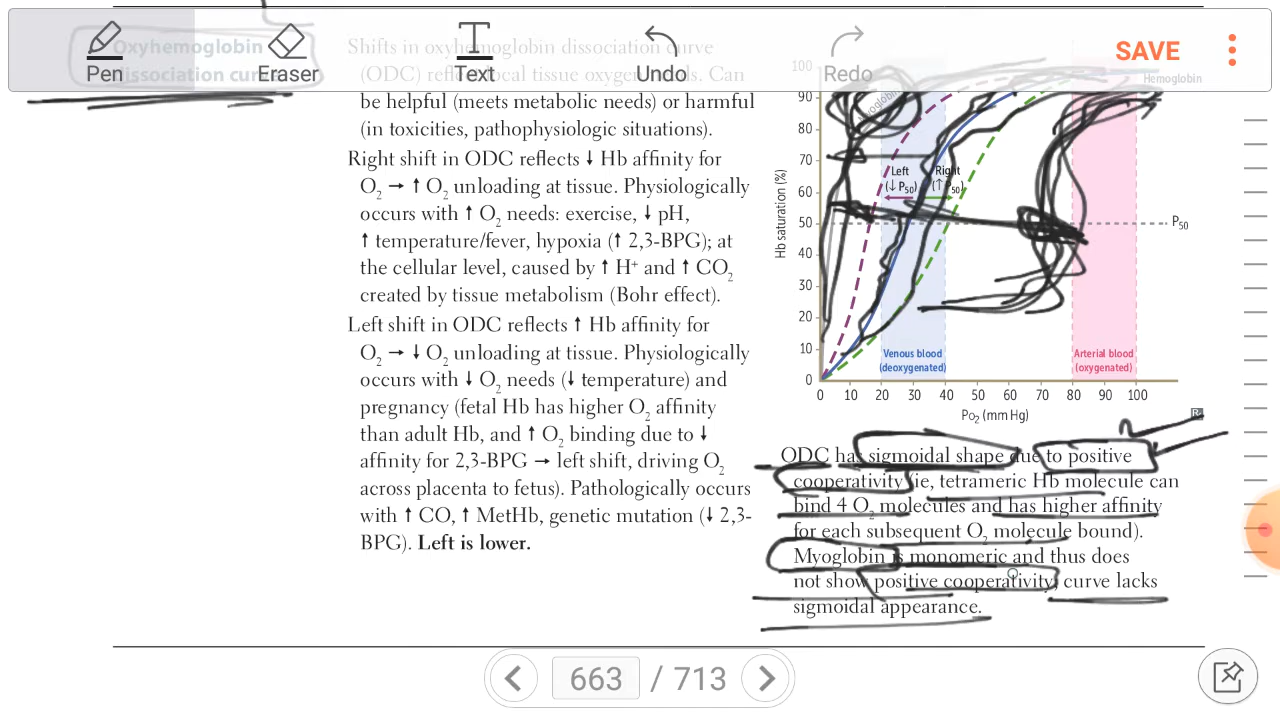 Pen
Eraser
Text
Undo
Redo
SAVE
Oxyhemoglobin
dissociation curve
Shifts in oxyhemoglobin dissociation curve
(ODC) reflect local tissue oxygen needs. Can
be helpful (meets metabolic needs) or harmful
(in toxicities, pathophysiologic situations).
Right shift in ODC reflects ↓ Hb affinity for
O₂ → ↑ O₂ unloading at tissue. Physiologically
occurs with ↑ O₂ needs: exercise, ↓ pH,
↑ temperature/fever, hypoxia (↑ 2,3-BPG); at
the cellular level, caused by ↑ H⁺ and ↑ CO₂
created by tissue metabolism (Bohr effect).
Left shift in ODC reflects ↑ Hb affinity for
O₂ → ↓ O₂ unloading at tissue. Physiologically
occurs with ↓ O₂ needs (↓ temperature) and
pregnancy (fetal Hb has higher O₂ affinity
than adult Hb, and ↑ O₂ binding due to ↓
affinity for 2,3-BPG → left shift, driving O₂
across placenta to fetus). Pathologically occurs
with ↑ CO, ↑ MetHb, genetic mutation (↓ 2,3-
BPG). Left is lower.
Hb saturation (%)
100
90
80
70
60
50
40
30
20
10
0
Hemoglobin
Left
(↓ P₅₀)
Right
(↑ P₅₀)
P₅₀
Venous blood
(deoxygenated)
Arterial blood
(oxygenated)
0 10 20 30 40 50 60 70 80 90 100
PO₂ (mm Hg)
ODC has sigmoidal shape due to positive
cooperativity (ie, tetrameric Hb molecule can
bind 4 O₂ molecules and has higher affinity
for each subsequent O₂ molecule bound).
Myoglobin is monomeric and thus does
not show positive cooperativity; curve lacks
sigmoidal appearance.
663 / 713